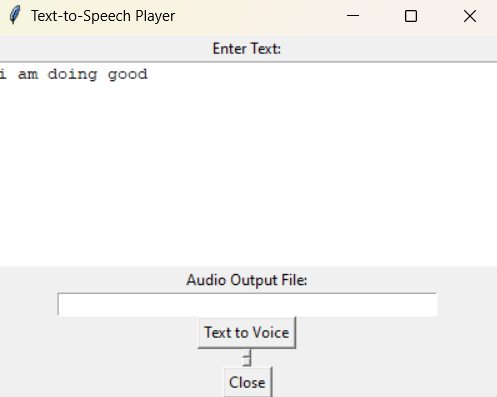 Text-to-Speech Player
Enter Text:
i am doing good
Audio Output File:
Text to Voice
Close